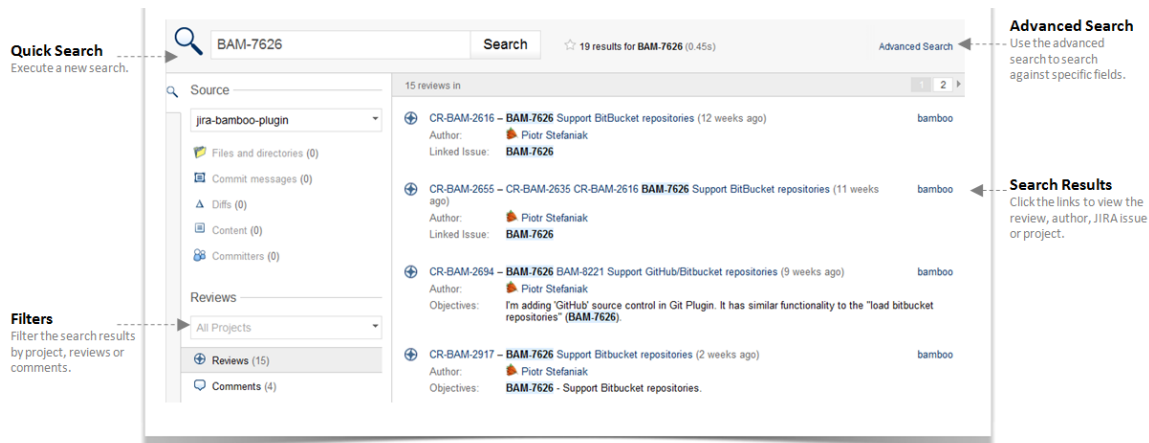 Quick Search
Execute a new search.
Filters
Filter the search results
by project, reviews or
comments.
BAM-7626
Search
19 results for BAM-7626 (0.45s)
Advanced Search
Source
jira-bamboo-plugin
Files and directories (0)
Commit messages (0)
Diffs (0)
Content (0)
Committers (0)
Reviews
All Projects
Reviews (15)
Comments (4)
15 reviews in
1 2
CR-BAM-2616 – BAM-7626 Support BitBucket repositories (12 weeks ago) bamboo
Author: Piotr Stefaniak
Linked Issue: BAM-7626
CR-BAM-2655 – CR-BAM-2635 CR-BAM-2616 BAM-7626 Support BitBucket repositories (11 weeks bamboo
ago)
Author: Piotr Stefaniak
Linked Issue: BAM-7626
CR-BAM-2694 – BAM-7626 BAM-8221 Support GitHub/Bitbucket repositories (9 weeks ago) bamboo
Author: Piotr Stefaniak
Objectives: I'm adding 'GitHub' source control in Git Plugin. It has similar functionality to the "load bitbucket
repositories" (BAM-7626).
CR-BAM-2917 – BAM-7626 Support Bitbucket repositories (2 weeks ago) bamboo
Author: Piotr Stefaniak
Objectives: BAM-7626 - Support Bitbucket repositories.
Advanced Search
Use the advanced
search to search
against specific fields.
Search Results
Click the links to view the
review, author, JIRA issue
or project.